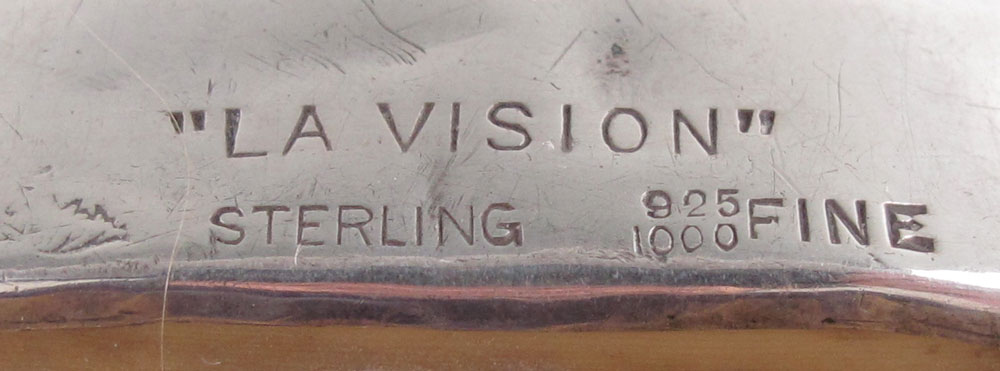 "LA VISION"
STERLING 925/1000 FINE